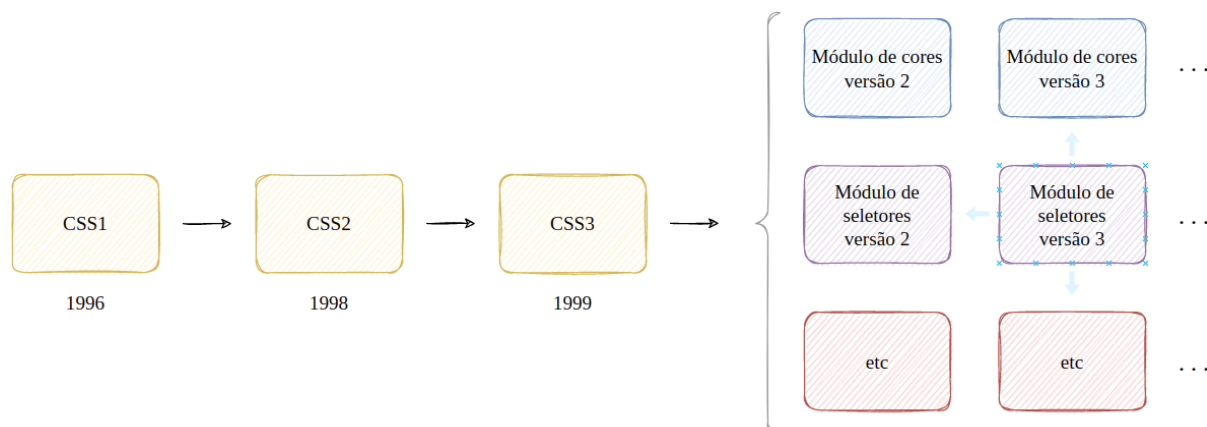 CSS1
1996
CSS2
1998
CSS3
1999
Módulo de cores
versão 2
Módulo de cores
versão 3
. . .
Módulo de
seletores
versão 2
Módulo de
seletores
versão 3
. . .
etc
etc
. . .